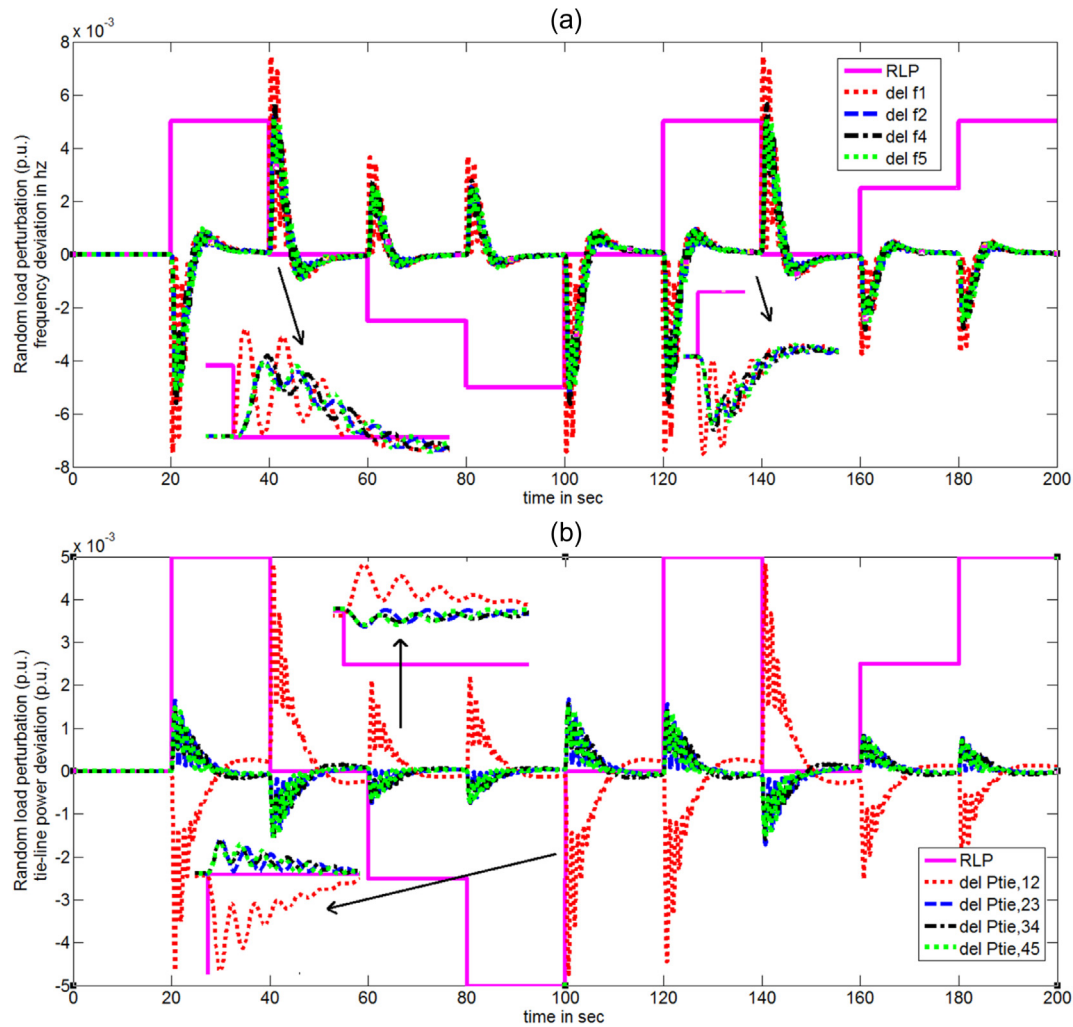 (a)
× 10⁻³
8
6
4
2
0
-2
-4
-6
-8
Random load perturbation (p.u.)
frequency deviation in hz
RLP
del f1
del f2
del f4
del f5
0 20 40 60 80 100 120 140 160 180 200
time in sec
(b)
× 10⁻³
5
4
3
2
1
0
-1
-2
-3
-4
-5
Random load perturbation (p.u.)
tie-line power deviation (p.u.)
RLP
del Ptie,12
del Ptie,23
del Ptie,34
del Ptie,45
0 20 40 60 80 100 120 140 160 180 200
time in sec